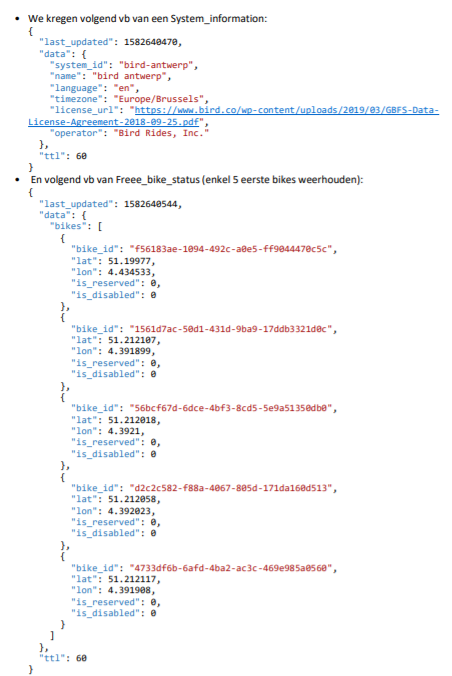 • We kregen volgend vb van een System_information:
{
"last_updated": 1582640470,
"data": {
"system_id": "bird-antwerp",
"name": "bird antwerp",
"language": "en",
"timezone": "Europe/Brussels",
"license_url": "https://www.bird.co/wp-content/uploads/2019/03/GBFS-Data-
License-Agreement-2018-09-25.pdf",
"operator": "Bird Rides, Inc."
},
"ttl": 60
}
• En volgend vb van Freee_bike_status (enkel 5 eerste bikes weerhouden):
{
"last_updated": 1582640544,
"data": {
"bikes": [
{
"bike_id": "f56183ae-1094-492c-a0e5-ff9044470c5c",
"lat": 51.19977,
"lon": 4.434533,
"is_reserved": 0,
"is_disabled": 0
},
{
"bike_id": "1561d7ac-50d1-431d-9ba9-17ddb3321d0c",
"lat": 51.212107,
"lon": 4.391899,
"is_reserved": 0,
"is_disabled": 0
},
{
"bike_id": "56bcf67d-6dce-4bf3-8cd5-5e9a51350db0",
"lat": 51.212018,
"lon": 4.3921,
"is_reserved": 0,
"is_disabled": 0
},
{
"bike_id": "d2c2c582-f88a-4067-805d-171da160d513",
"lat": 51.212058,
"lon": 4.392023,
"is_reserved": 0,
"is_disabled": 0
},
{
"bike_id": "4733df6b-6afd-4ba2-ac3c-469e985a0560",
"lat": 51.212117,
"lon": 4.391908,
"is_reserved": 0,
"is_disabled": 0
}
]
},
"ttl": 60
}